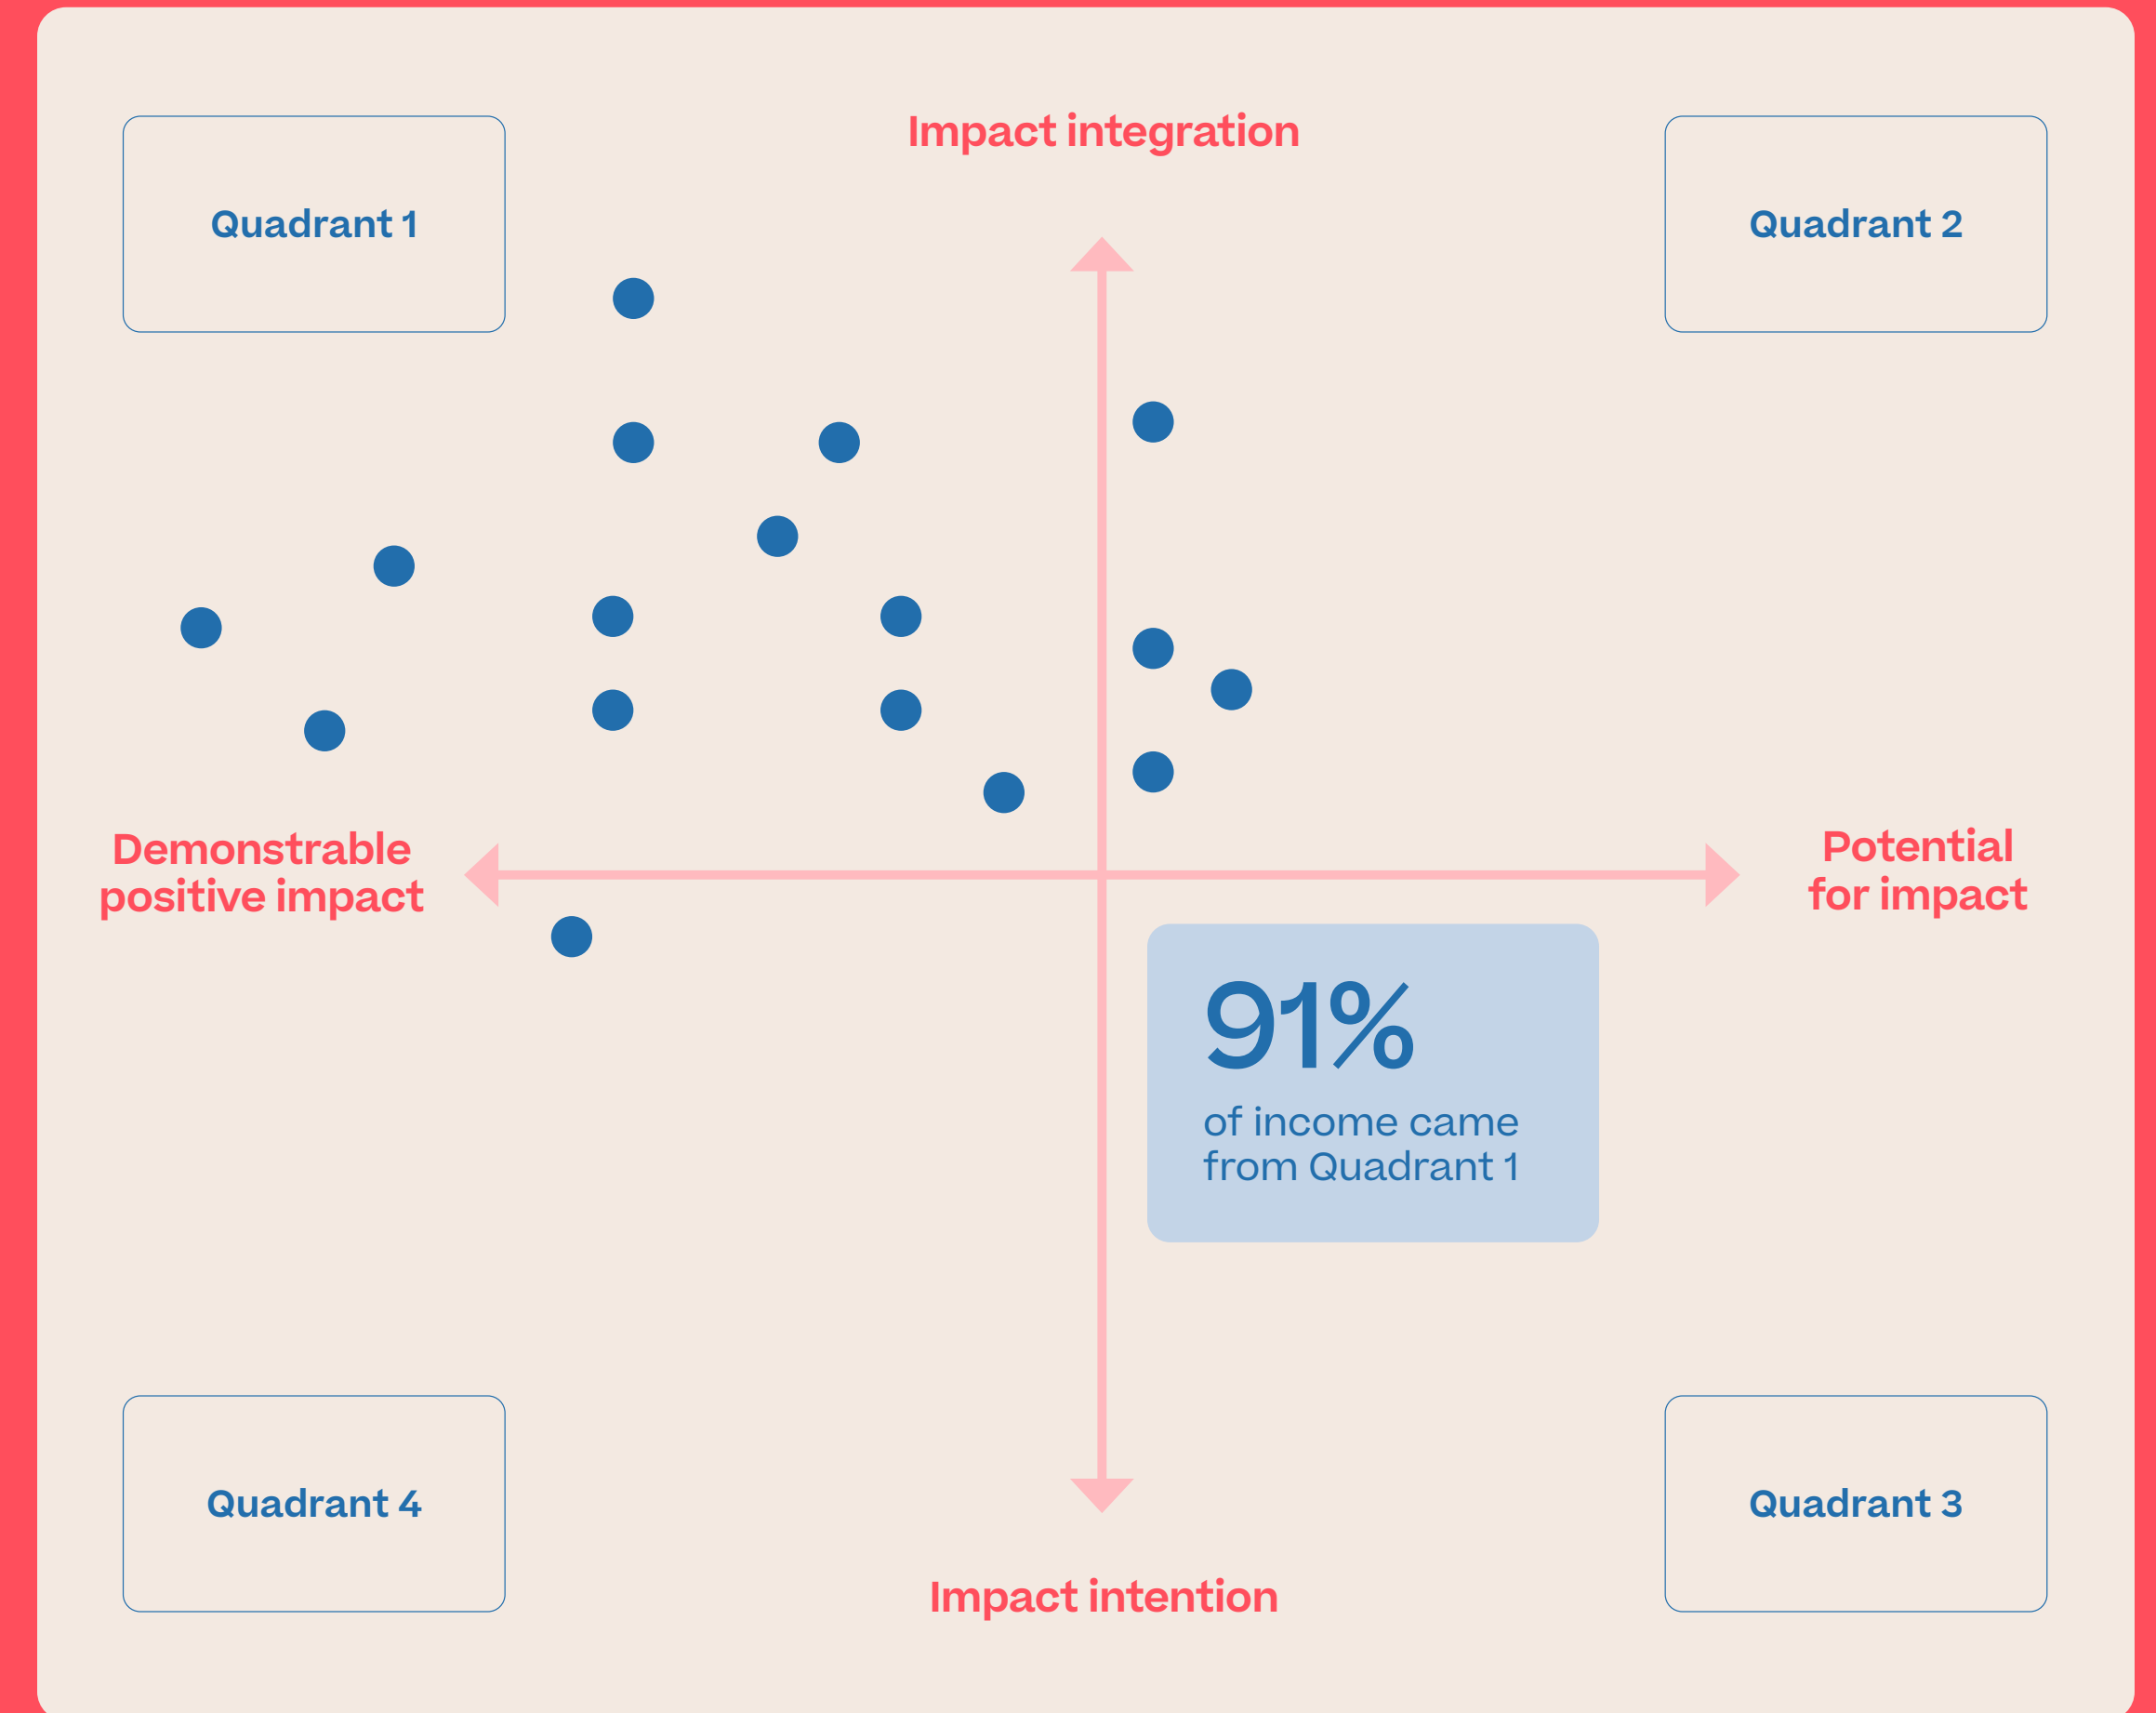 Impact integration
Quadrant 1
Quadrant 2
Demonstrable
positive impact
Potential
for impact
91%
of income came
from Quadrant 1
Quadrant 4
Quadrant 3
Impact intention